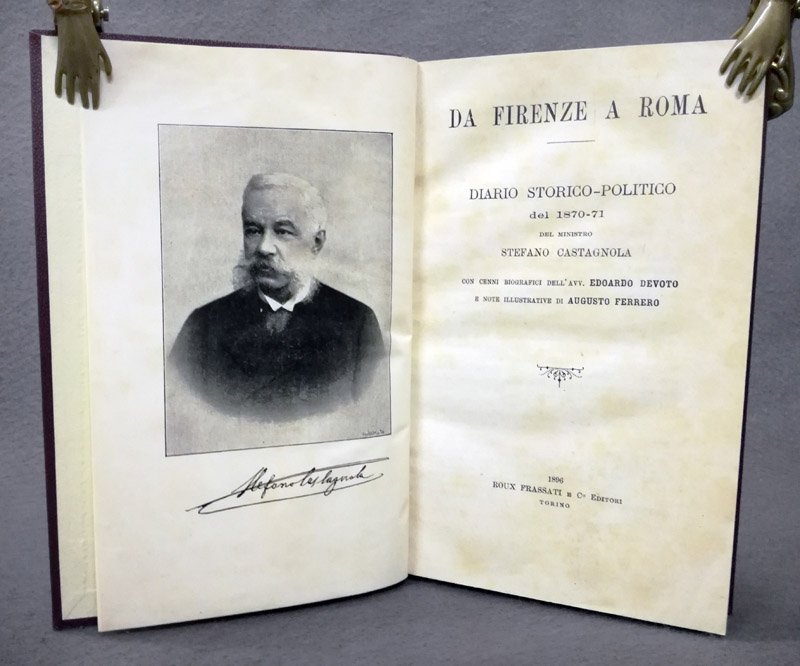 Stefano Castagnola
DA FIRENZE A ROMA
DIARIO STORICO-POLITICO
del 1870-71
DEL MINISTRO
STEFANO CASTAGNOLA
CON CENNI BIOGRAFICI DELL'AVV. EDOARDO DEVOTO
E NOTE ILLUSTRATIVE DI AUGUSTO FERRERO
1896
ROUX FRASSATI E Cº EDITORI
TORINO